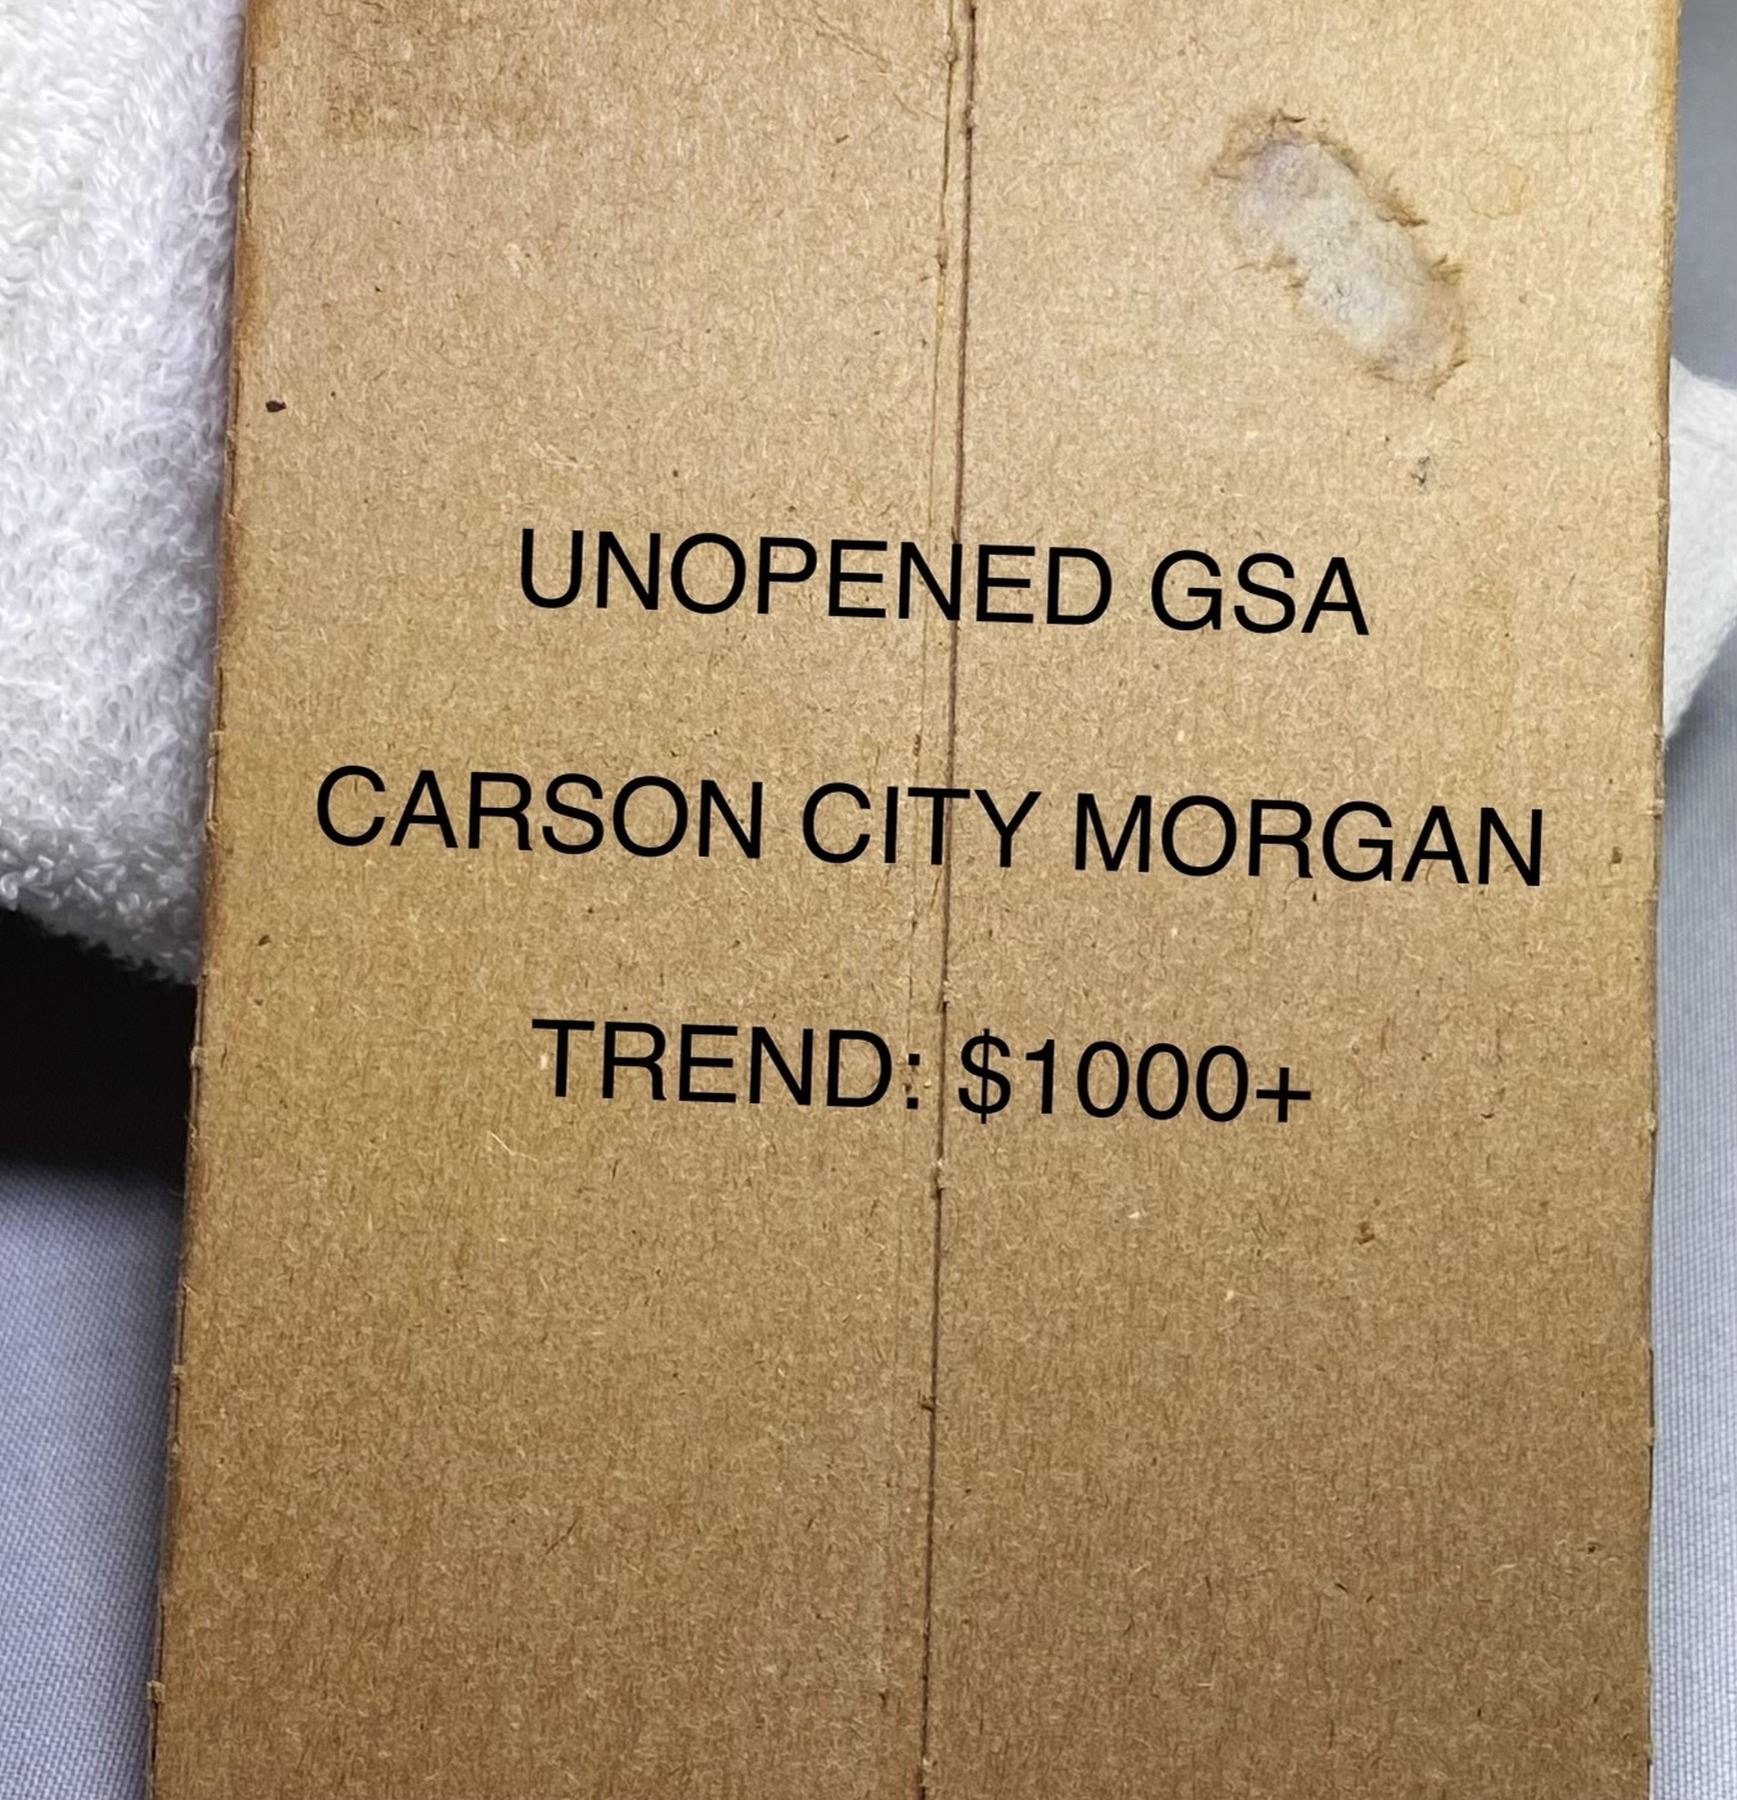 UNOPENED GSA
CARSON CITY MORGAN
TREND: $1000+